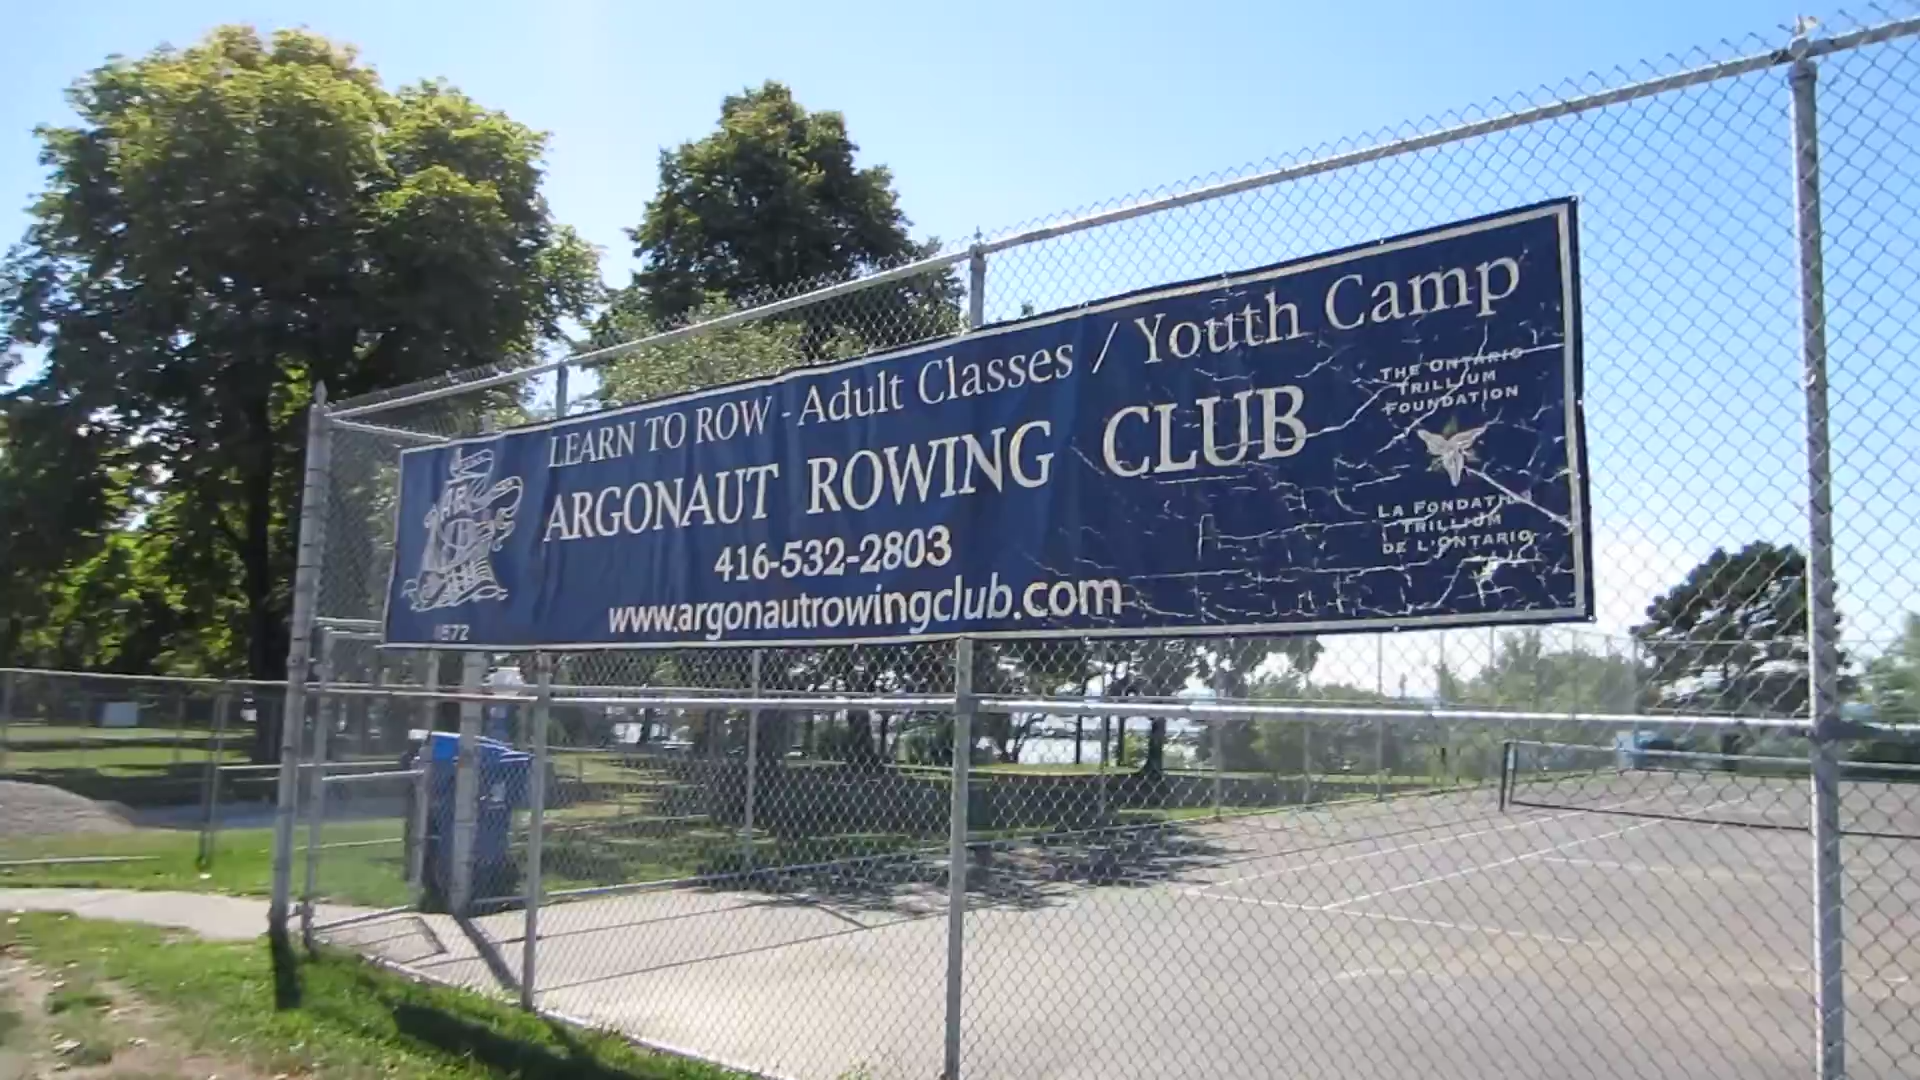 LEARN TO ROW - Adult Classes / Youth Camp
ARGONAUT ROWING CLUB
416-532-2803
www.argonautrowingclub.com
1872
THE ONTARIO
TRILLIUM
FOUNDATION
LA FONDATION
TRILLIUM
DE L'ONTARIO